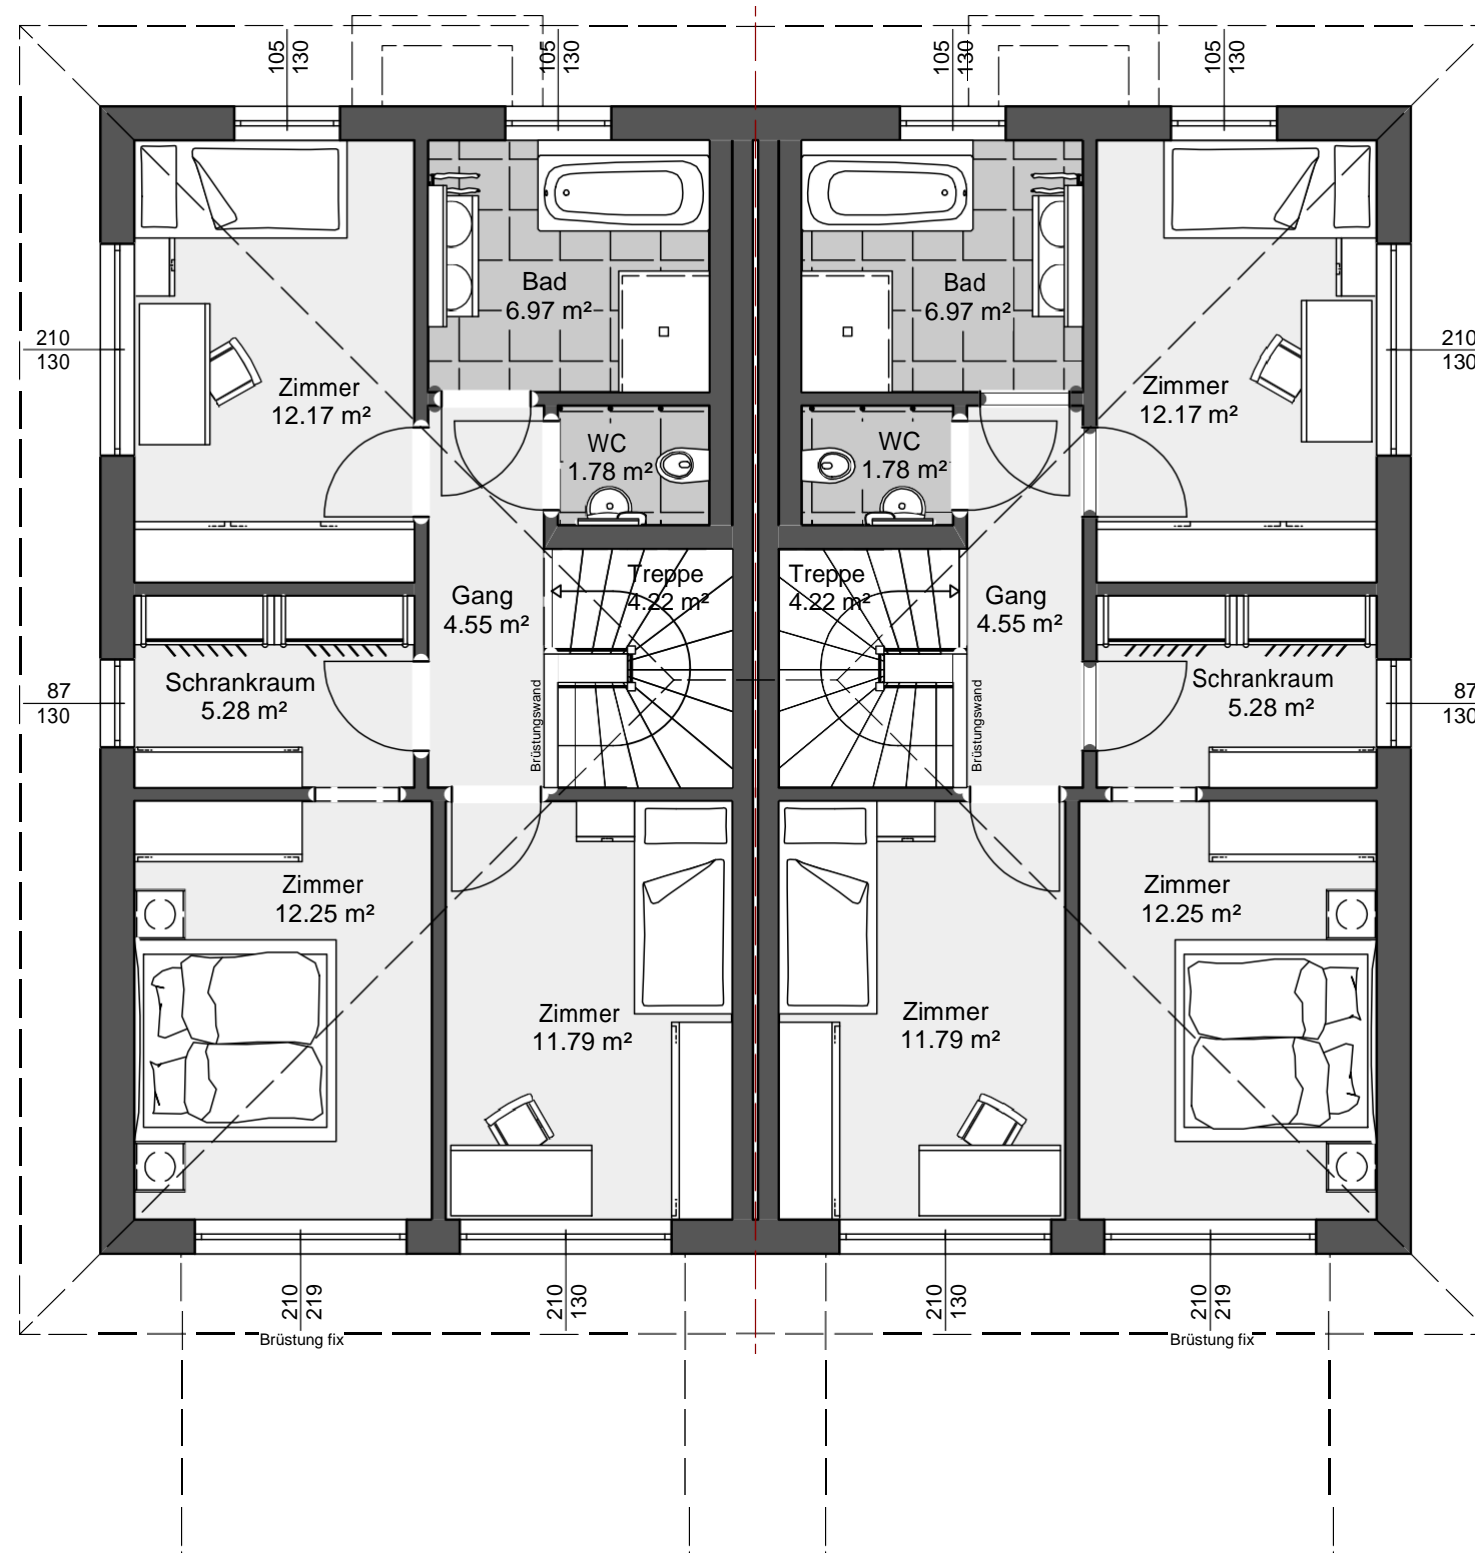 105
130
105
130
105
130
105
130
Bad
6.97 m²
Bad
6.97 m²
210
130
210
130
Zimmer
12.17 m²
Zimmer
12.17 m²
WC
1.78 m²
WC
1.78 m²
Treppe
4.22 m²
Treppe
4.22 m²
Gang
4.55 m²
Gang
4.55 m²
Schrankraum
5.28 m²
Schrankraum
5.28 m²
87
130
87
130
Brüstungswand
Brüstungswand
Zimmer
12.25 m²
Zimmer
12.25 m²
Zimmer
11.79 m²
Zimmer
11.79 m²
210
219
210
130
210
130
210
219
Brüstung fix
Brüstung fix